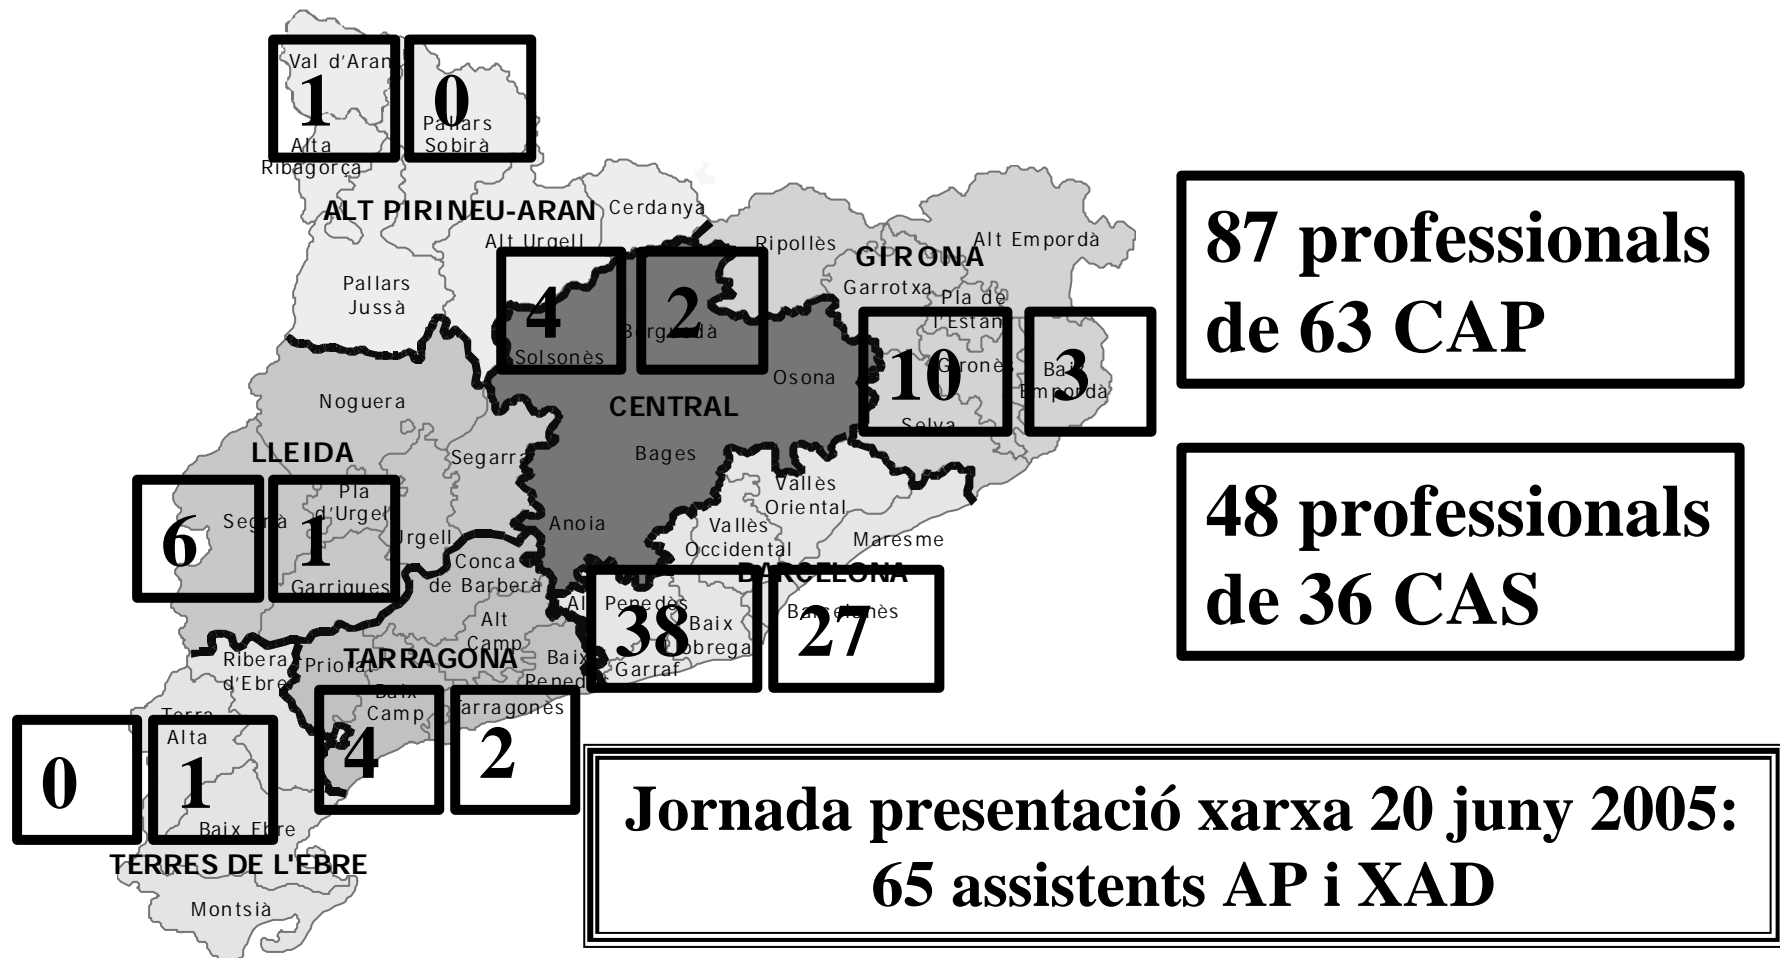 Val d'Aran
1
0
Pallars
Sobirà
Alta
Ribagorça
ALT PIRINEU-ARAN
Cerdanya
Alt Urgell
Ripollès
GIRONA
Alt Empordà
Pallars
Jussà
Garrotxa
Pla de
l'Estany
4
2
Berguedà
Solsonès
10
Gironès
3
Baix
Empordà
Osona
Selva
Noguera
CENTRAL
LLEIDA
Segarra
Bages
Pla
d'Urgell
6
1
Segrià
Urgell
Garrigues
Anoia
Vallès
Oriental
Vallès
Occidental
Maresme
BARCELONA
Conca
de Barberà
Alt Penedès
38
27
Barcelonès
Baix
Llobregat
Garraf
Alt
Camp
TARRAGONA
Ribera
d'Ebre
Priorat
Baix
Penedès
Baix
Camp
Tarragonès
4
2
Terra
Alta
0
1
Baix Ebre
TERRES DE L'EBRE
Montsià
87 professionals
de 63 CAP
48 professionals
de 36 CAS
Jornada presentació xarxa 20 juny 2005:
65 assistents AP i XAD